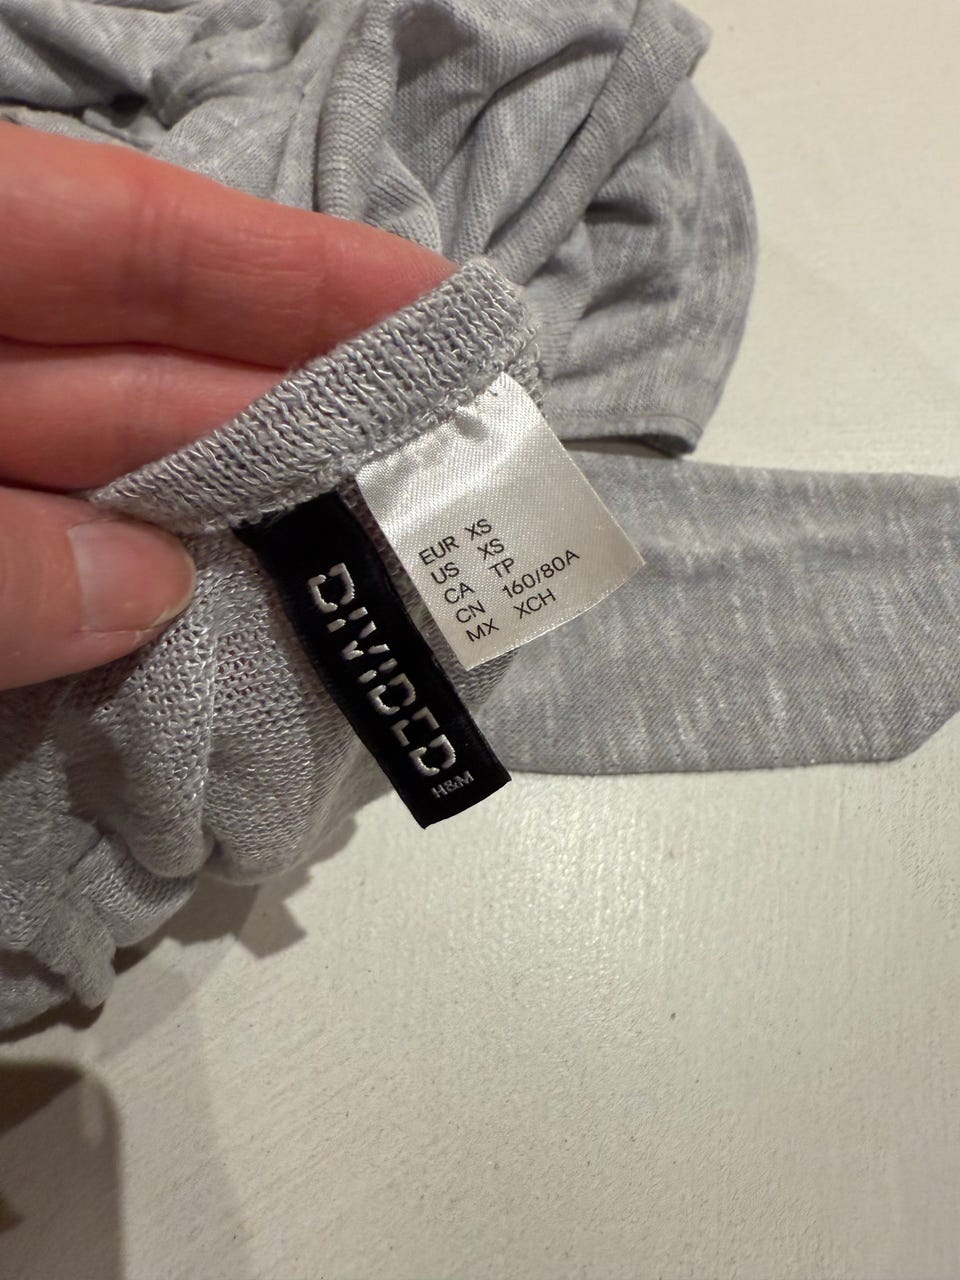 DIVIDED
H&M
EUR XS
US XS
CA TP
CN 160/80A
MX XCH